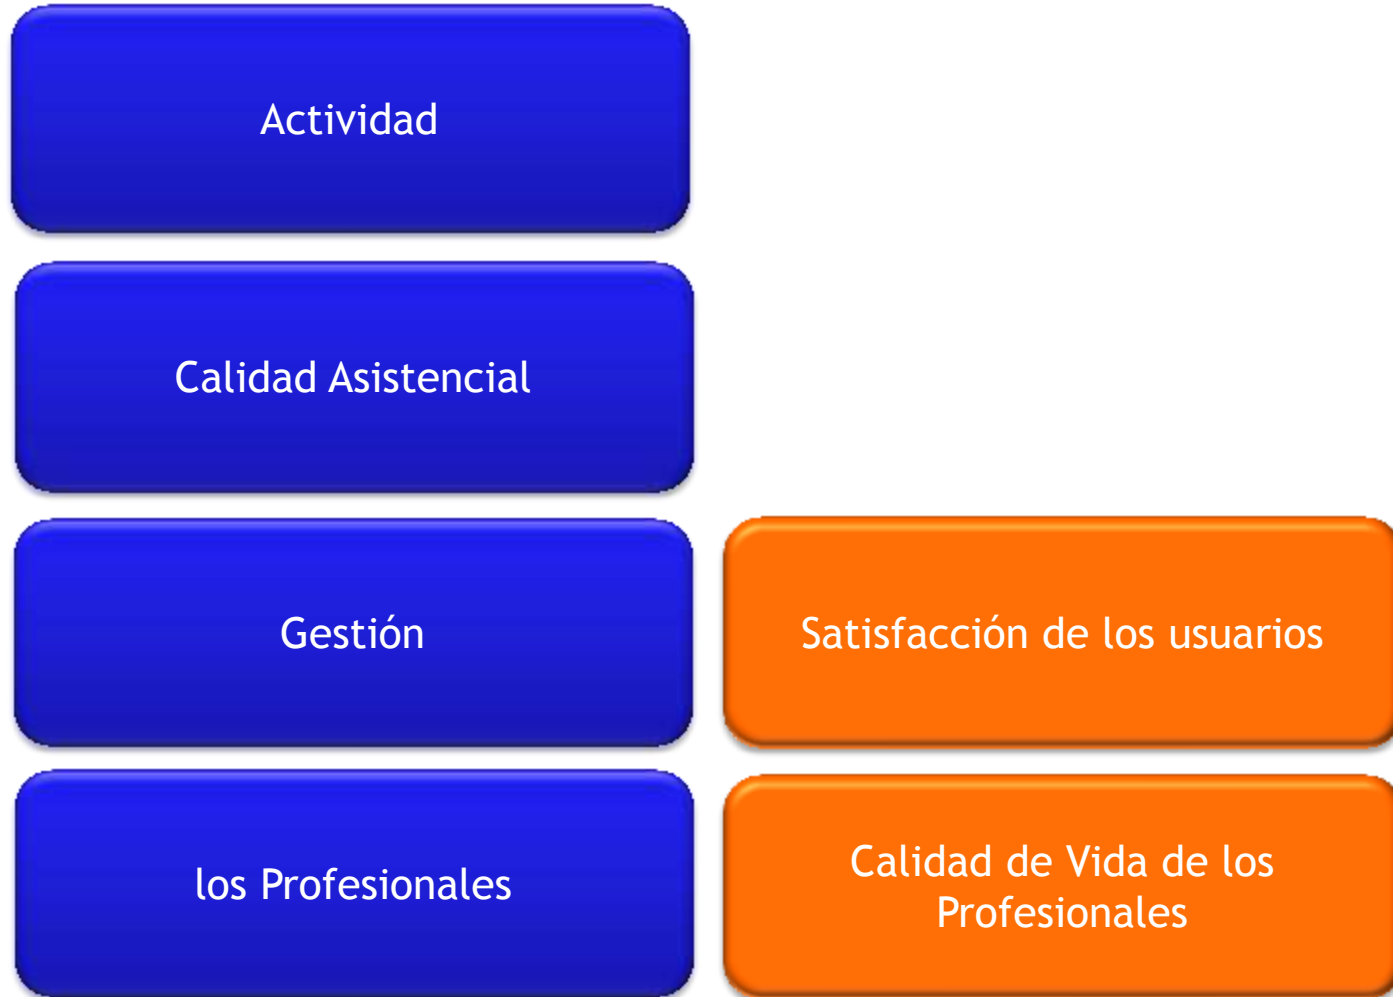 Actividad
Calidad Asistencial
Gestión
Satisfacción de los usuarios
los Profesionales
Calidad de Vida de los
Profesionales